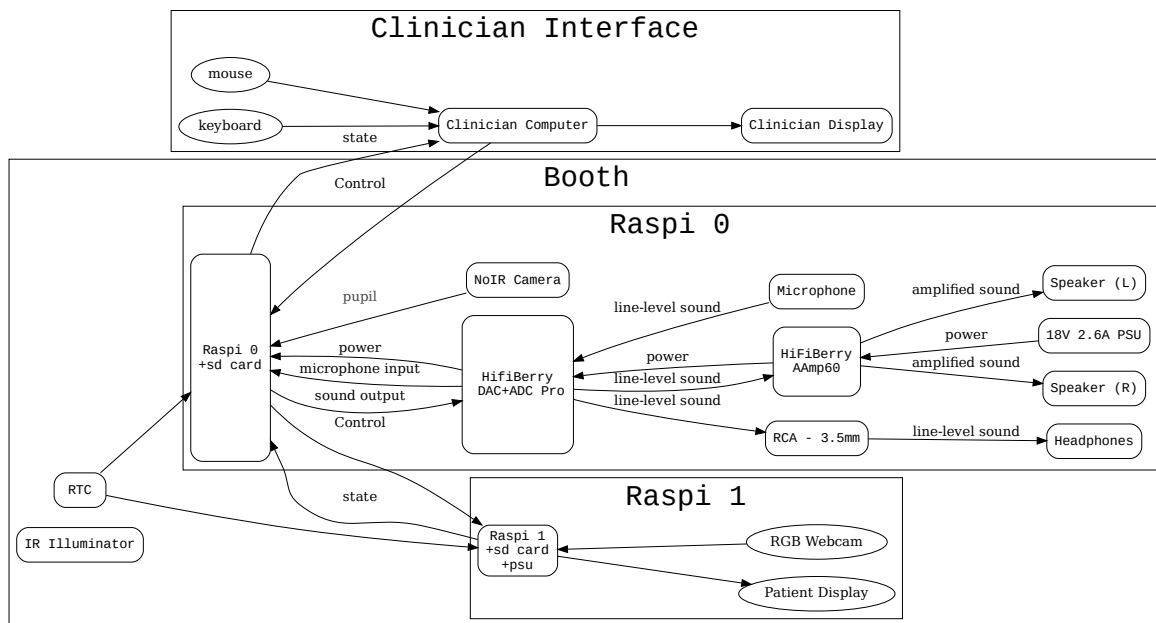 Clinician Interface
mouse
keyboard
Clinician Computer
Clinician Display
state
Control
Booth
Raspi 0
Raspi 0
+sd card
NoIR Camera
pupil
power
microphone input
sound output
Control
HifiBerry
DAC+ADC Pro
Microphone
line-level sound
power
line-level sound
line-level sound
HiFiBerry
AAmp60
RCA - 3.5mm
amplified sound
power
amplified sound
line-level sound
Speaker (L)
18V 2.6A PSU
Speaker (R)
Headphones
RTC
IR Illuminator
state
Raspi 1
Raspi 1
+sd card
+psu
RGB Webcam
Patient Display